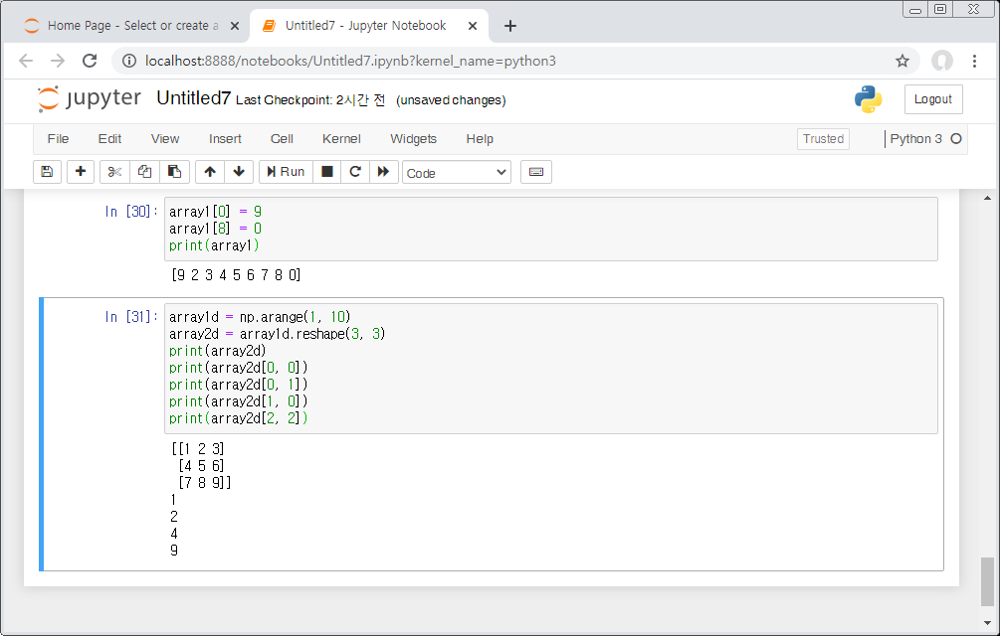 Home Page - Select or create a
Untitled7 - Jupyter Notebook
localhost:8888/notebooks/Untitled7.ipynb?kernel_name=python3
jupyter Untitled7 Last Checkpoint: 2시간 전 (unsaved changes)
Logout
File Edit View Insert Cell Kernel Widgets Help Trusted Python 3
Run Code
In [30]: array1[0] = 9
array1[8] = 0
print(array1)
[9 2 3 4 5 6 7 8 0]
In [31]: array1d = np.arange(1, 10)
array2d = array1d.reshape(3, 3)
print(array2d)
print(array2d[0, 0])
print(array2d[0, 1])
print(array2d[1, 0])
print(array2d[2, 2])
[[1 2 3]
[4 5 6]
[7 8 9]]
1
2
4
9